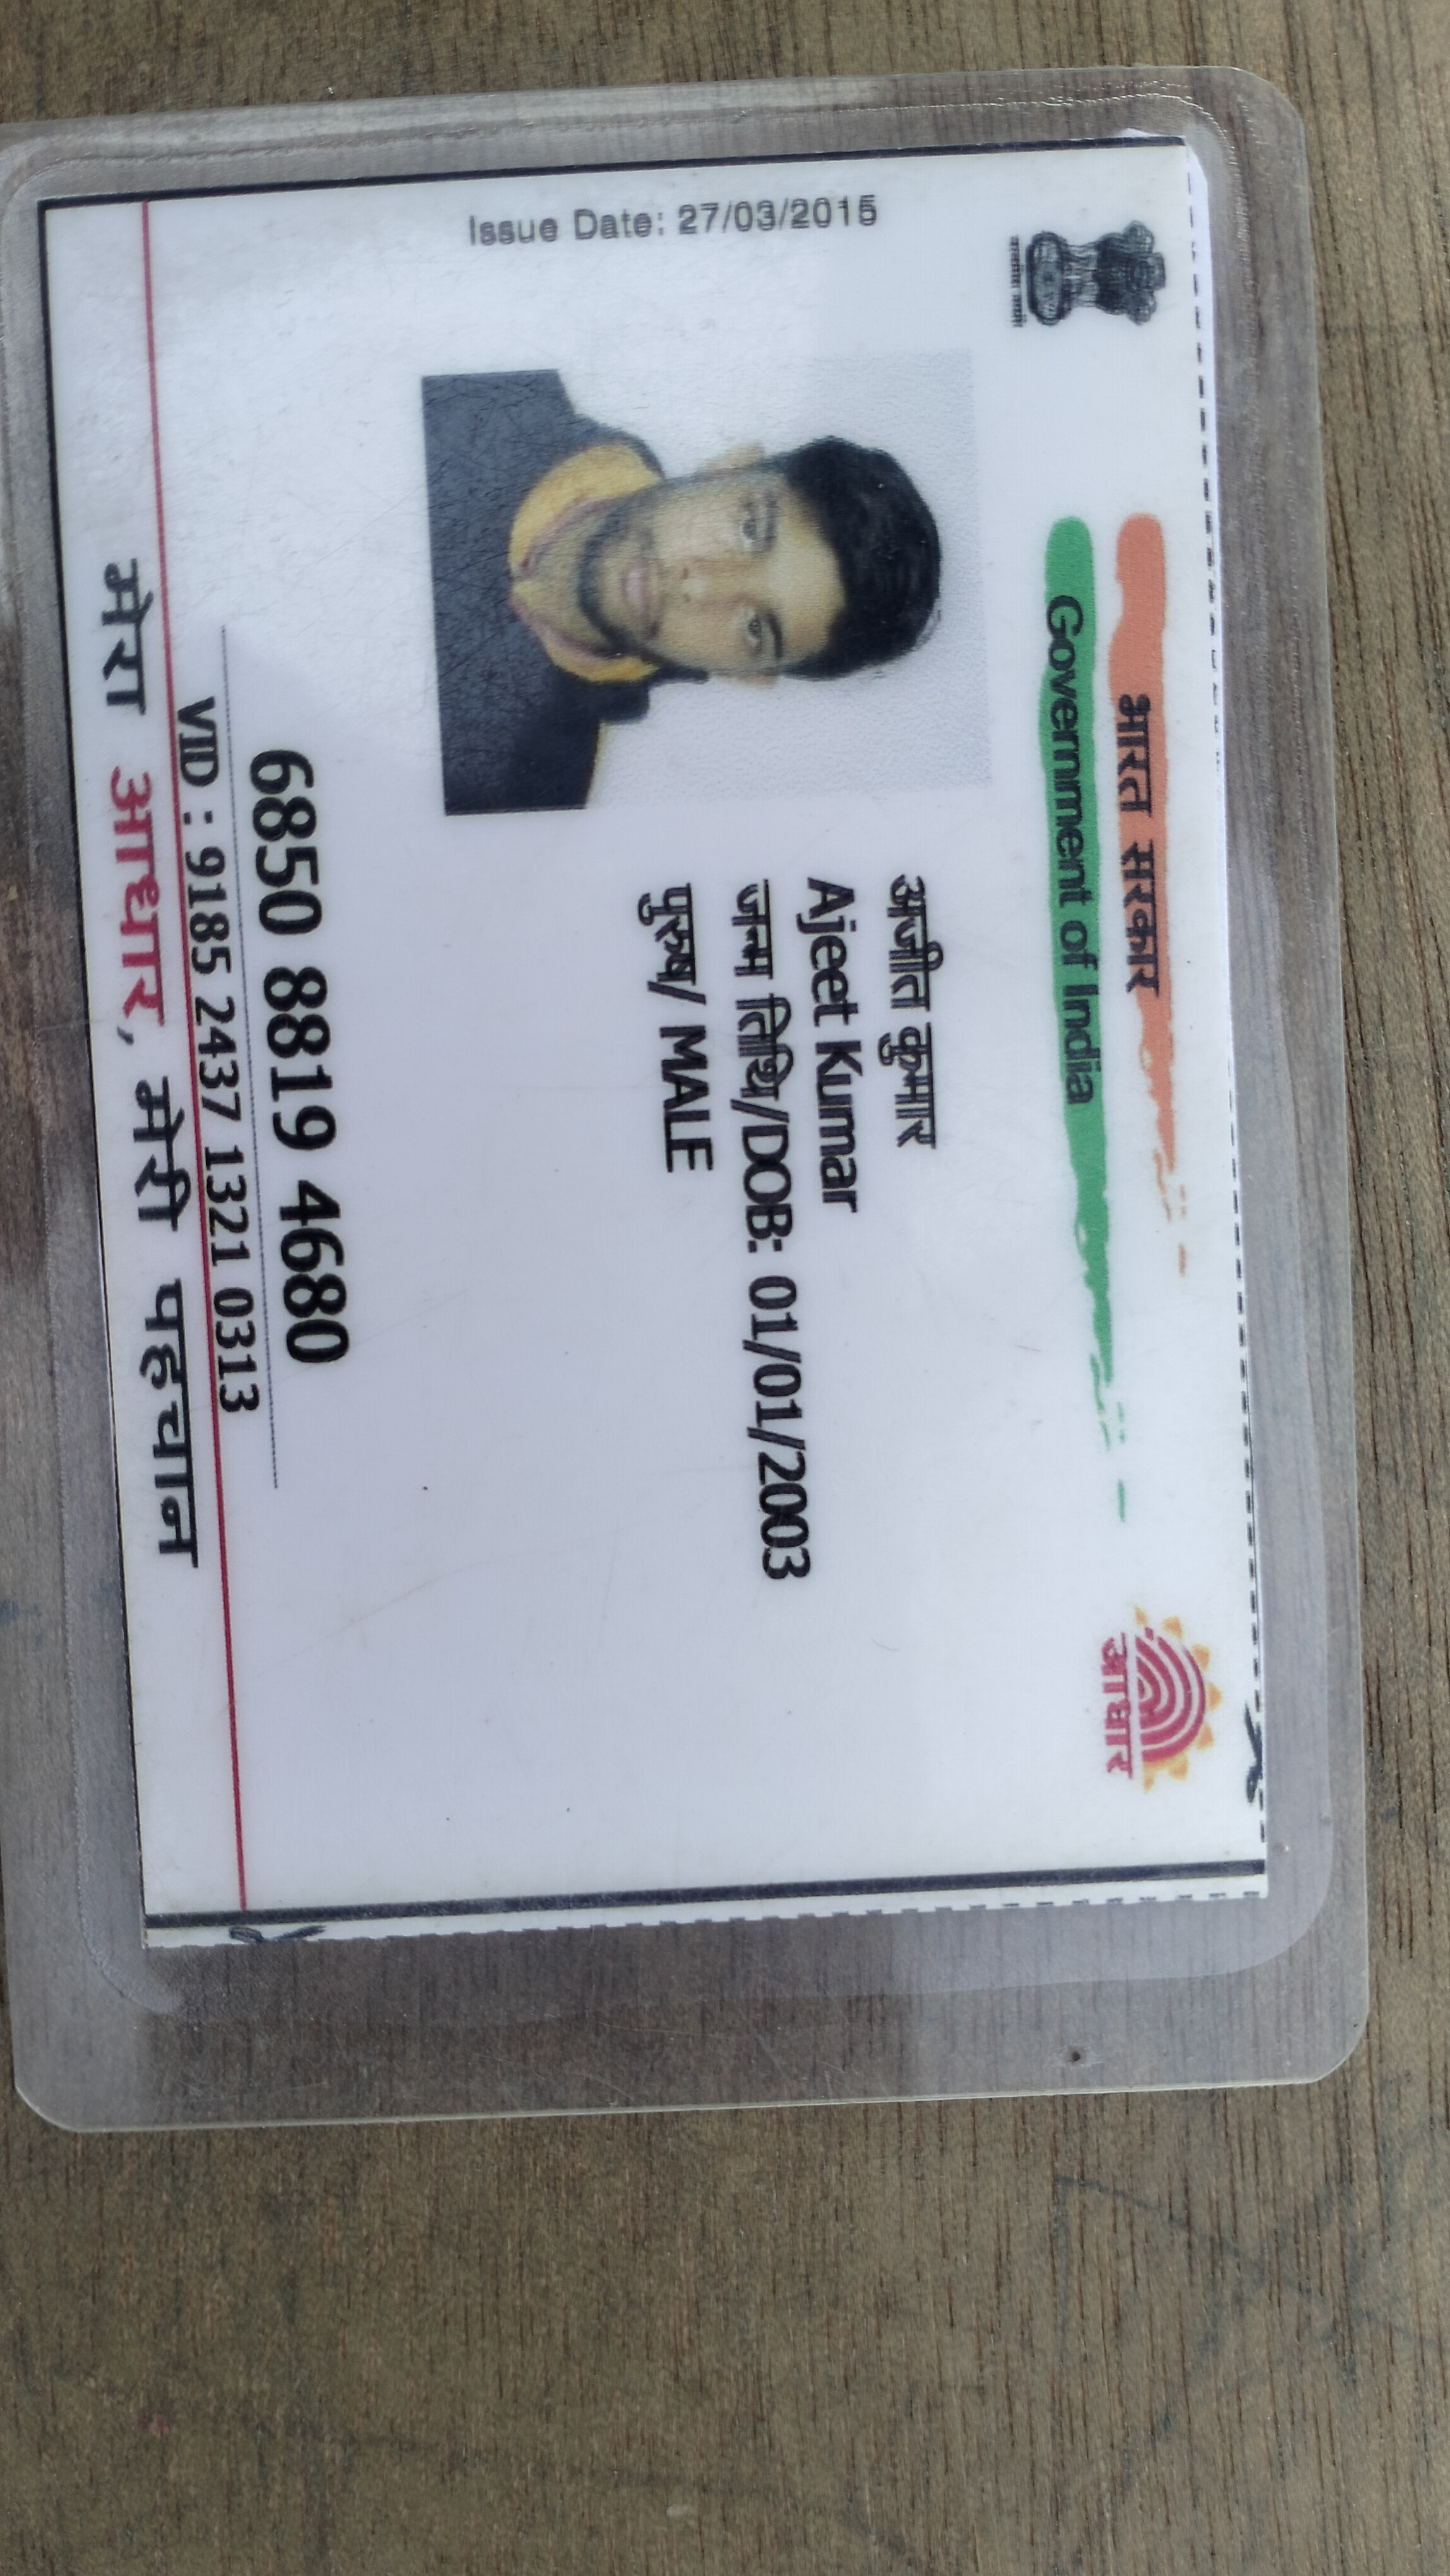 भारत सरकार
Government of India
आधार
Issue Date: 27/03/2015
अजीत कुमार
Ajeet Kumar
जन्म तिथि/DOB: 01/01/2003
पुरुष/ MALE
6850 8819 4680
VID : 9185 2437 1321 0313
मेरा आधार, मेरी पहचान